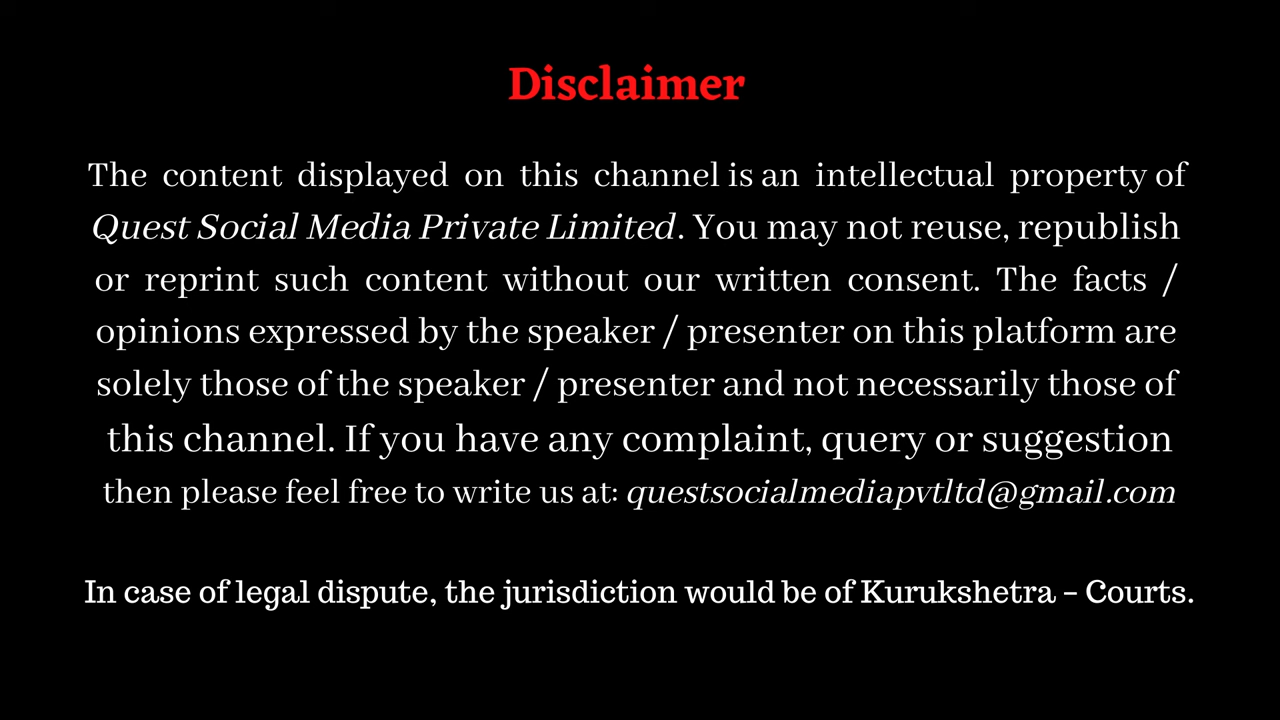 Disclaimer
The content displayed on this channel is an intellectual property of
Quest Social Media Private Limited. You may not reuse, republish
or reprint such content without our written consent. The facts /
opinions expressed by the speaker / presenter on this platform are
solely those of the speaker / presenter and not necessarily those of
this channel. If you have any complaint, query or suggestion
then please feel free to write us at: questsocialmediapvtltd@gmail.com
In case of legal dispute, the jurisdiction would be of Kurukshetra - Courts.